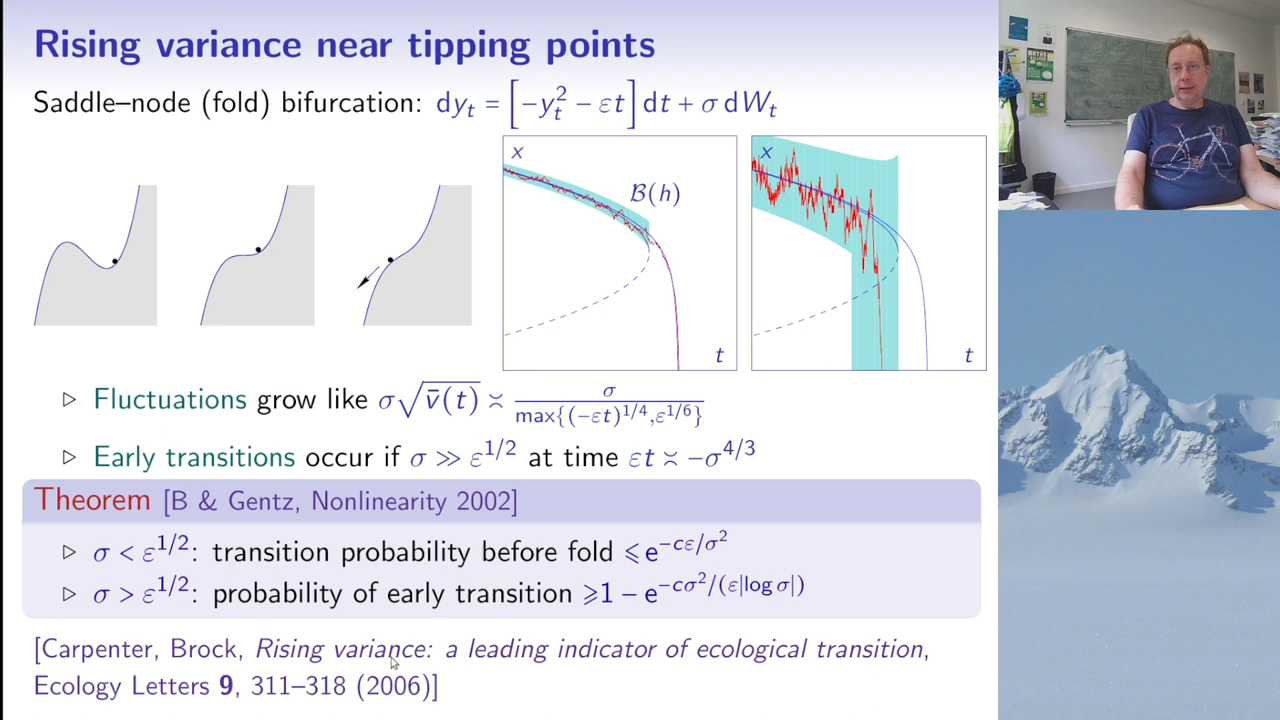 Rising variance near tipping points
Saddle–node (fold) bifurcation: dyₜ = [−yₜ² − εt] dt + σ dWₜ
x
B(h)
t
x
t
▷ Fluctuations grow like σ√v̄(t) ≍ σ / max{(−εt)^{1/4},ε^{1/6}}
▷ Early transitions occur if σ ≫ ε^{1/2} at time εt ≍ −σ^{4/3}
Theorem [B & Gentz, Nonlinearity 2002]
▷ σ < ε^{1/2}: transition probability before fold ⩽ e^{−cε/σ²}
▷ σ > ε^{1/2}: probability of early transition ⩾ 1 − e^{−cσ²/(ε|log σ|)}
[Carpenter, Brock, Rising variance: a leading indicator of ecological transition,
Ecology Letters 9, 311–318 (2006)]